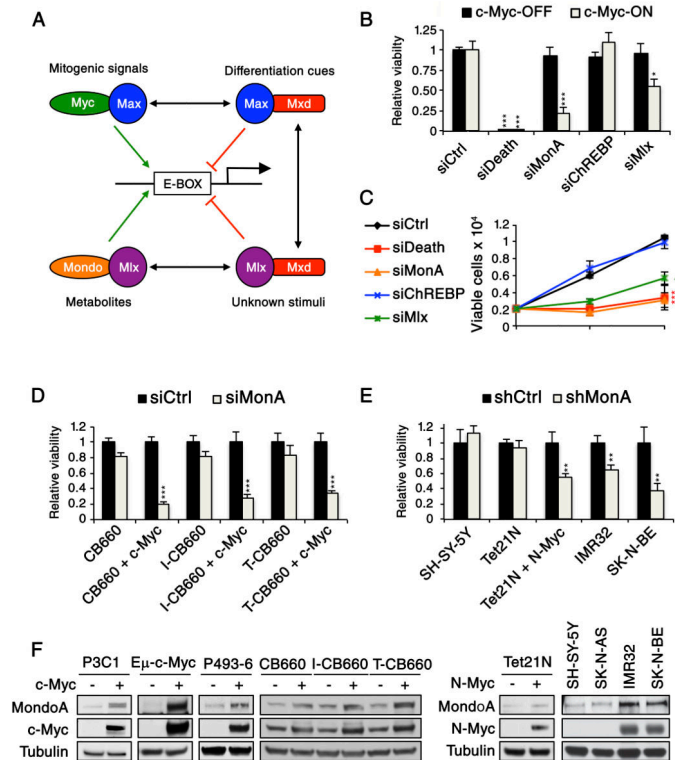 A
Mitogenic signals
Differentiation cues
Myc
Max
Max
Mxd
E-BOX
Mondo
Mlx
Mlx
Mxd
Metabolites
Unknown stimuli
B
c-Myc-OFF
c-Myc-ON
Relative viability
1.25
1
0.75
0.50
0.25
0
***
***
***
*
siCtrl
siDeath
siMonA
siChREBP
siMlx
C
siCtrl
siDeath
siMonA
siChREBP
siMlx
Viable cells x 10⁴
1.2
1.0
0.8
0.6
0.4
0.2
0
D
siCtrl
siMonA
Relative viability
1.2
1
0.8
0.6
0.4
0.2
0
***
***
***
CB660
CB660 + c-Myc
I-CB660
I-CB660 + c-Myc
T-CB660
T-CB660 + c-Myc
E
shCtrl
shMonA
Relative viability
1.2
1
0.8
0.6
0.4
0.2
0
**
**
**
SH-SY-5Y
Tet21N
Tet21N + N-Myc
IMR32
SK-N-BE
F
P3C1 Eμ-c-Myc P493-6 CB660 I-CB660 T-CB660
c-Myc - + - + - + - + - + - +
MondoA
c-Myc
Tubulin
Tet21N
SH-SY-5Y
SK-N-AS
IMR32
SK-N-BE
N-Myc - +
MondoA
N-Myc
Tubulin